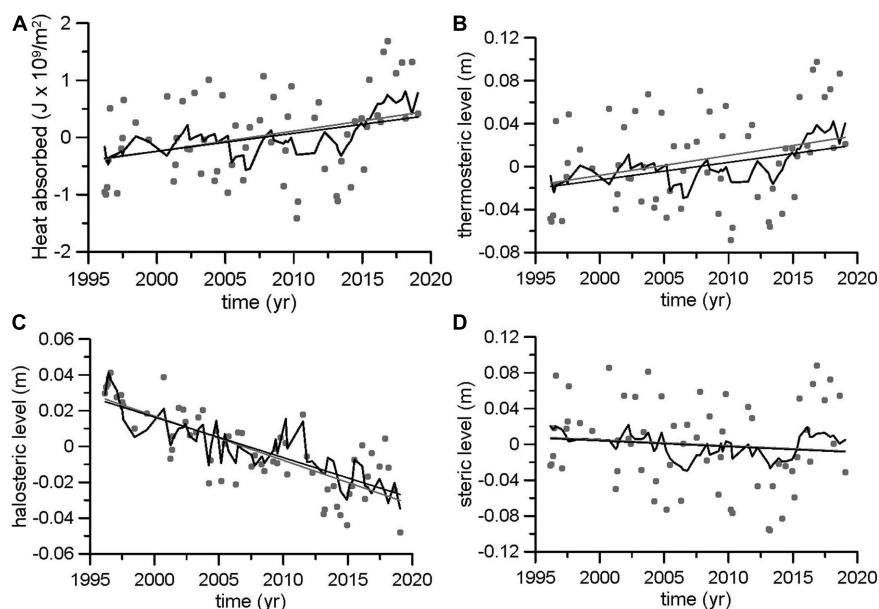 A
Heat absorbed (J x 10⁹/m²)
2
1
0
-1
-2
1995 2000 2005 2010 2015 2020
time (yr)
B
thermosteric level (m)
0.12
0.08
0.04
0
-0.04
-0.08
1995 2000 2005 2010 2015 2020
time (yr)
C
halosteric level (m)
0.06
0.04
0.02
0
-0.02
-0.04
-0.06
1995 2000 2005 2010 2015 2020
time (yr)
D
steric level (m)
0.12
0.08
0.04
0
-0.04
-0.08
-0.12
1995 2000 2005 2010 2015 2020
time (yr)